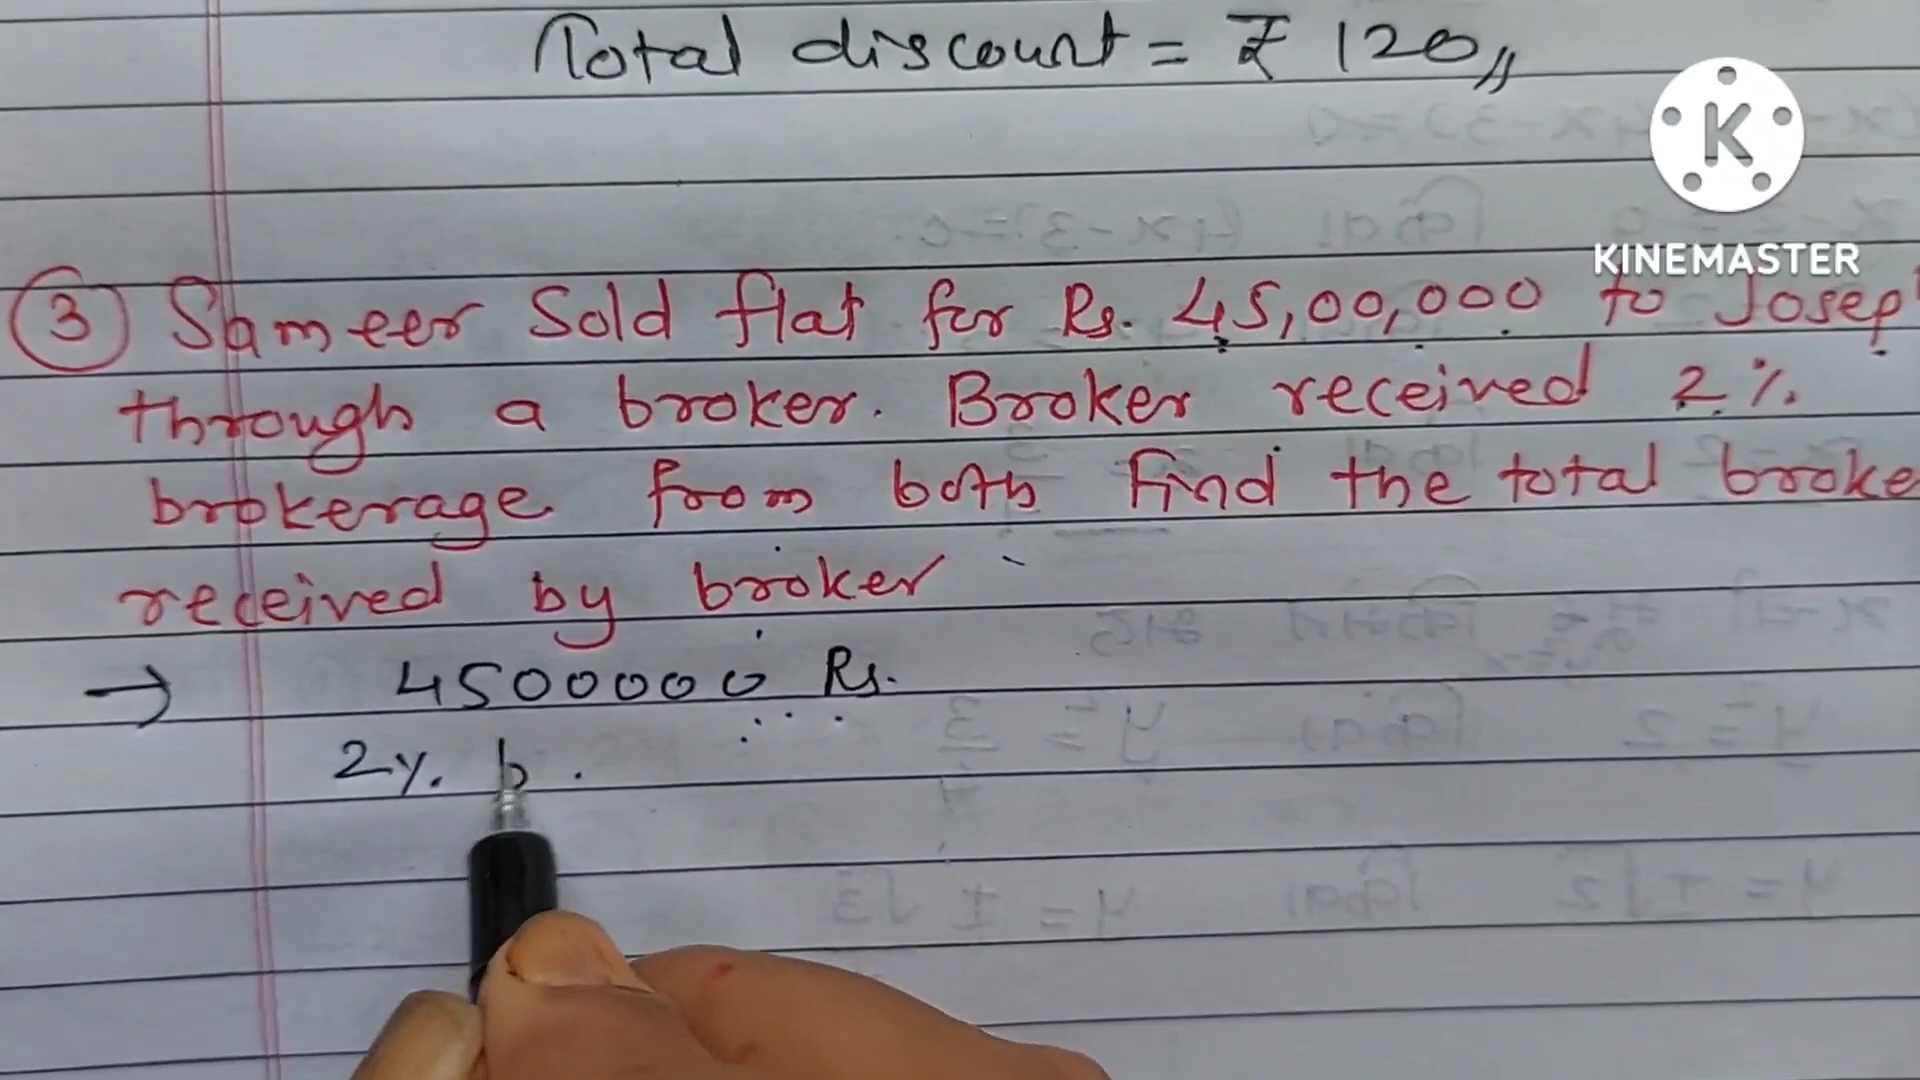 Total discount = ₹ 120
K
KINEMASTER
③ Sameer Sold flat for Rs. 45,00,000 to Josep
through a broker. Broker received 2%
brokerage from both Find the total broke
received by broker
→ 4500000 Rs.
2%. b